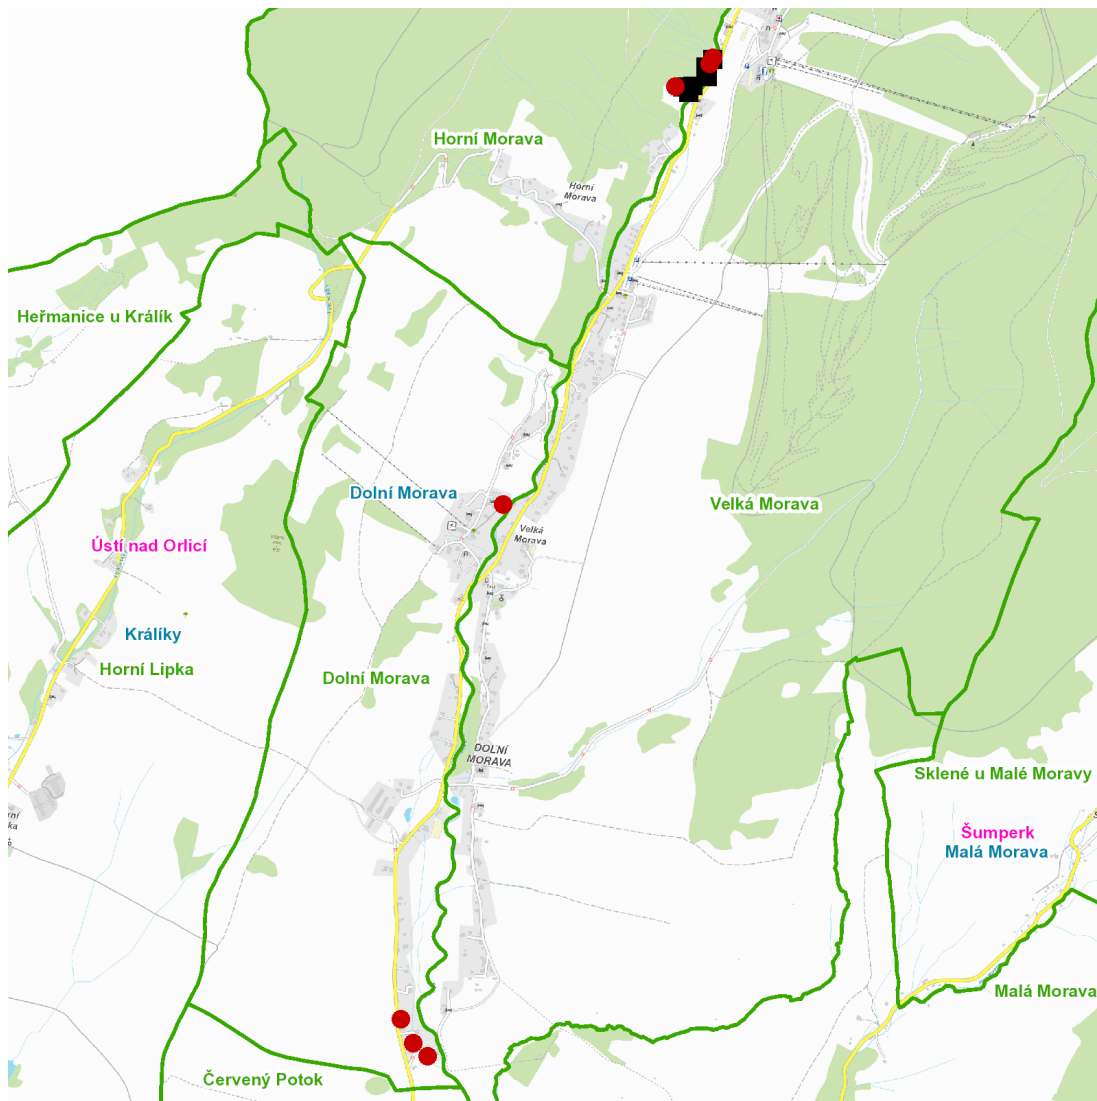 Horní Morava
Horní
Morava
Heřmanice u Králík
Dolní Morava
Velká Morava
Velká
Morava
Ústí nad Orlicí
Králíky
Horní Lipka
Dolní Morava
DOLNÍ
MORAVA
Sklené u Malé Moravy
Šumperk
Malá Morava
Malá Morava
Červený Potok